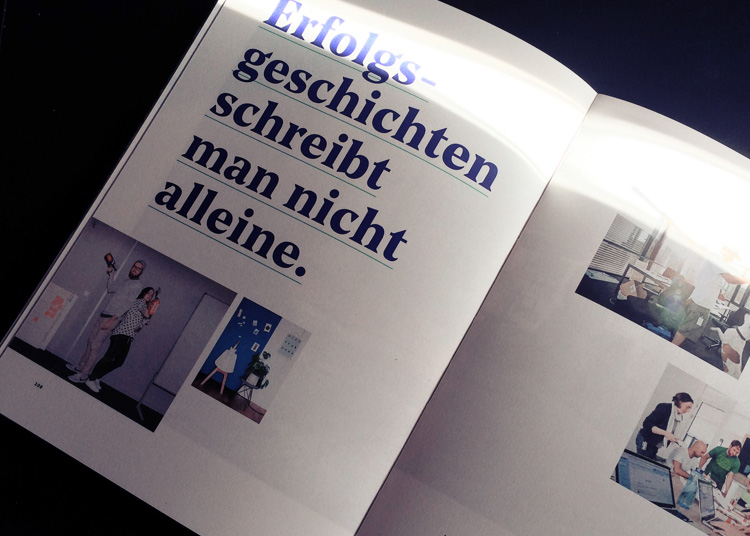 Erfolgs-
geschichten
schreibt
man nicht
alleine.